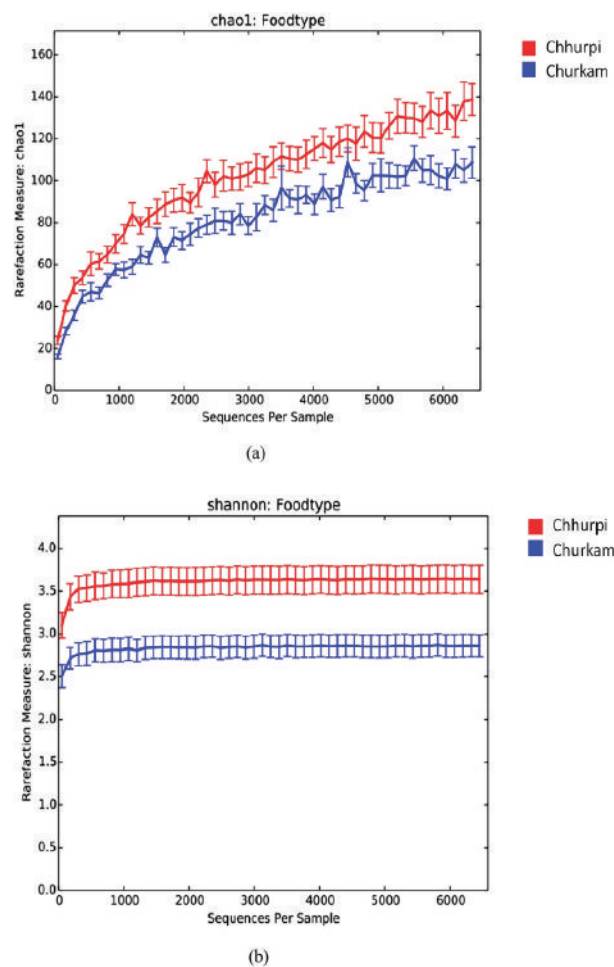 chao1: Foodtype
Chhurpi
Churkam
Rarefaction Measure: chao1
160
140
120
100
80
60
40
20
0
0 1000 2000 3000 4000 5000 6000
Sequences Per Sample
(a)
shannon: Foodtype
Chhurpi
Churkam
Rarefaction Measure: shannon
4.0
3.5
3.0
2.5
2.0
1.5
1.0
0.5
0.0
0 1000 2000 3000 4000 5000 6000
Sequences Per Sample
(b)